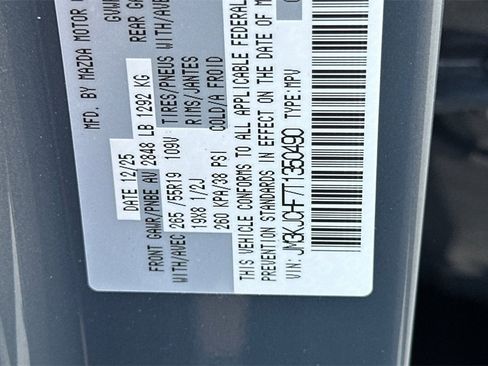 MFD. BY MAZDA MOTOR
DATE 12/25
GVWR
FRONT GAWR/PNBE AV 2848 LB 1292 KG
REAR GA
WITH/AVEC 265/55R19 109V TIRES/PNEUS WITH/AVE
19X8 1/2J RIMS/JANTES
260 KPA/38 PSI COLD/A FROID
THIS VEHICLE CONFORMS TO ALL APPLICABLE FEDERAL
PREVENTION STANDARDS IN EFFECT ON THE DATE OF M
VIN: JM3KJCHF7T1350490 TYPE: MPV